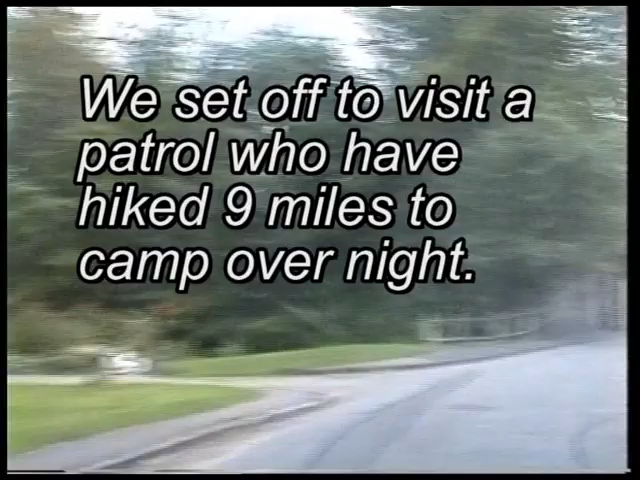 We set off to visit a
patrol who have
hiked 9 miles to
camp over night.